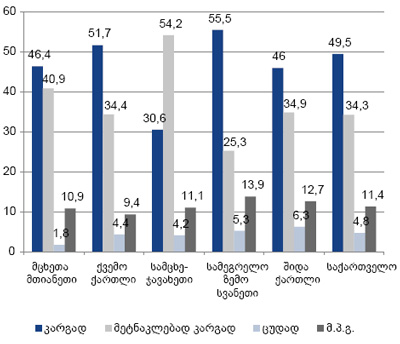 60
50
40
30
20
10
0
46,4
40,9
1,8
10,9
51,7
34,4
4,4
9,4
30,6
54,2
4,2
11,1
55,5
25,3
5,3
13,9
46
34,9
6,3
12,7
49,5
34,3
4,8
11,4
მცხეთა
მთიანეთი
ქვემო
ქართლი
სამცხე-
ჯავახეთი
სამეგრელო
ზემო
სვანეთი
შიდა
ქართლი
საქართველო
კარგად
მეტნაკლებად კარგად
ცუდად
მ.პ.გ.